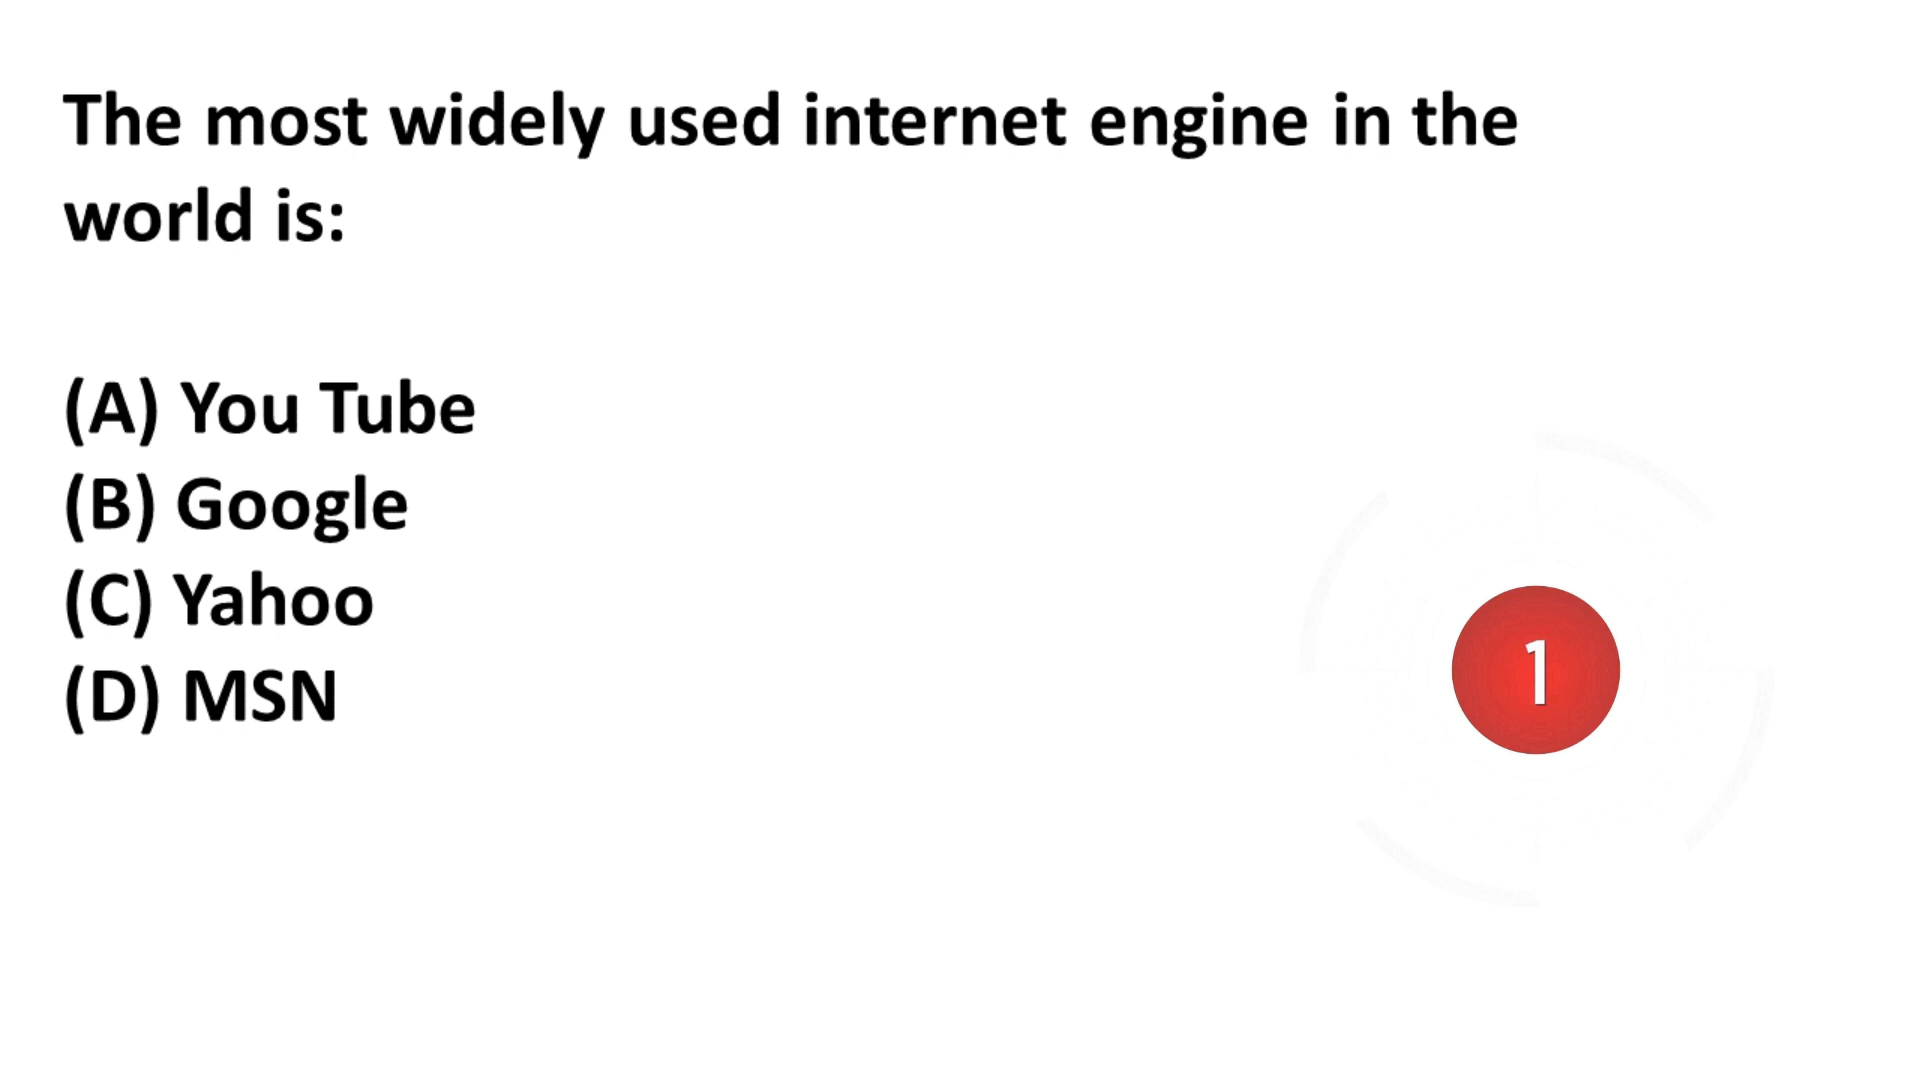 The most widely used internet engine in the
world is:
(A) You Tube
(B) Google
(C) Yahoo
(D) MSN
1